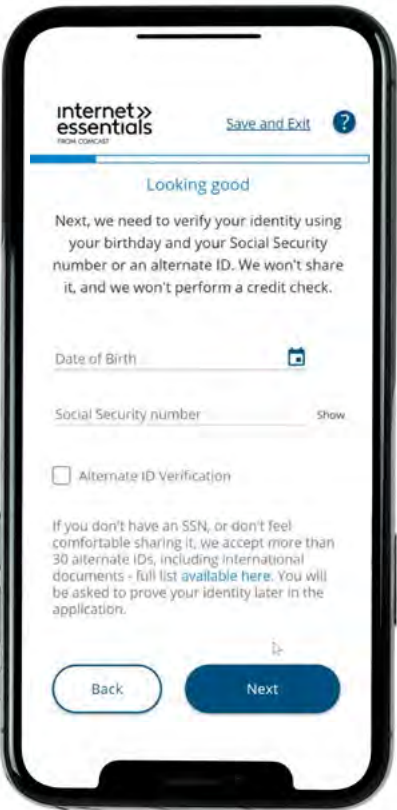 ınternet»
essentıals
FROM COMCAST
Save and Exit
?
Looking good
Next, we need to verify your identity using
your birthday and your Social Security
number or an alternate ID. We won't share
it, and we won't perform a credit check.
Date of Birth
Social Security number
Show
Alternate ID Verification
If you don't have an SSN, or don't feel
comfortable sharing it, we accept more than
30 alternate IDs, including international
documents - full list available here. You will
be asked to prove your identity later in the
application.
Back
Next